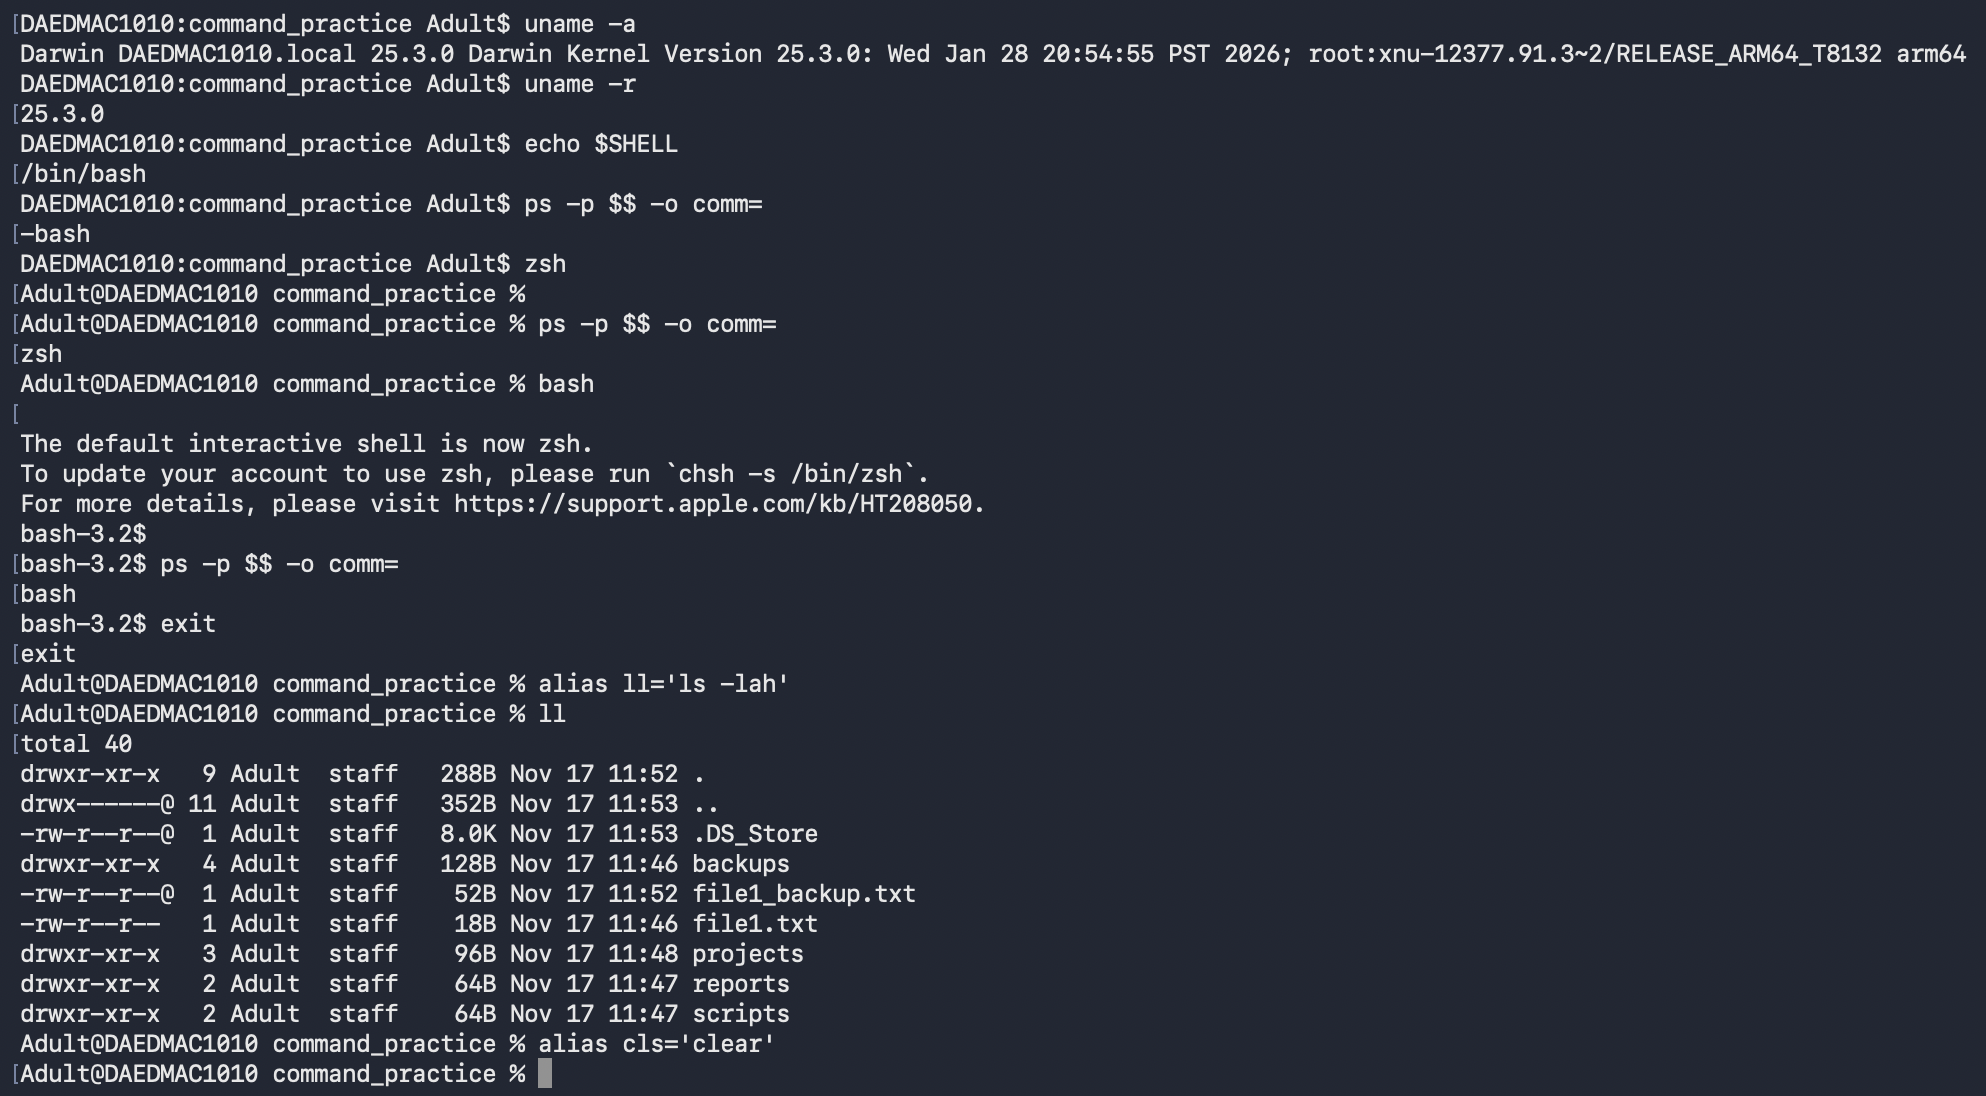 [DAEDMAC1010:command_practice Adult$ uname -a
Darwin DAEDMAC1010.local 25.3.0 Darwin Kernel Version 25.3.0: Wed Jan 28 20:54:55 PST 2026; root:xnu-12377.91.3~2/RELEASE_ARM64_T8132 arm64
DAEDMAC1010:command_practice Adult$ uname -r
[25.3.0
DAEDMAC1010:command_practice Adult$ echo $SHELL
[/bin/bash
DAEDMAC1010:command_practice Adult$ ps -p $$ -o comm=
[-bash
DAEDMAC1010:command_practice Adult$ zsh
[Adult@DAEDMAC1010 command_practice %
[Adult@DAEDMAC1010 command_practice % ps -p $$ -o comm=
[zsh
Adult@DAEDMAC1010 command_practice % bash
[
The default interactive shell is now zsh.
To update your account to use zsh, please run `chsh -s /bin/zsh`.
For more details, please visit https://support.apple.com/kb/HT208050.
bash-3.2$
[bash-3.2$ ps -p $$ -o comm=
[bash
bash-3.2$ exit
[exit
Adult@DAEDMAC1010 command_practice % alias ll='ls -lah'
[Adult@DAEDMAC1010 command_practice % ll
[total 40
drwxr-xr-x   9 Adult  staff   288B Nov 17 11:52 .
drwx------@ 11 Adult  staff   352B Nov 17 11:53 ..
-rw-r--r--@  1 Adult  staff   8.0K Nov 17 11:53 .DS_Store
drwxr-xr-x   4 Adult  staff   128B Nov 17 11:46 backups
-rw-r--r--@  1 Adult  staff    52B Nov 17 11:52 file1_backup.txt
-rw-r--r--   1 Adult  staff    18B Nov 17 11:46 file1.txt
drwxr-xr-x   3 Adult  staff    96B Nov 17 11:48 projects
drwxr-xr-x   2 Adult  staff    64B Nov 17 11:47 reports
drwxr-xr-x   2 Adult  staff    64B Nov 17 11:47 scripts
Adult@DAEDMAC1010 command_practice % alias cls='clear'
[Adult@DAEDMAC1010 command_practice %